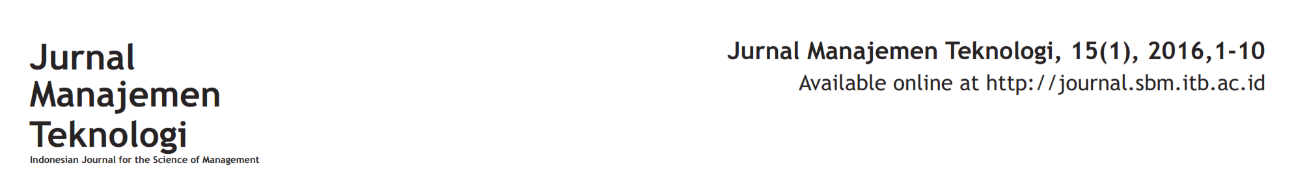 Jurnal
Manajemen
Teknologi
Indonesian Journal for the Science of Management
Jurnal Manajemen Teknologi, 15(1), 2016,1-10
Available online at http://journal.sbm.itb.ac.id